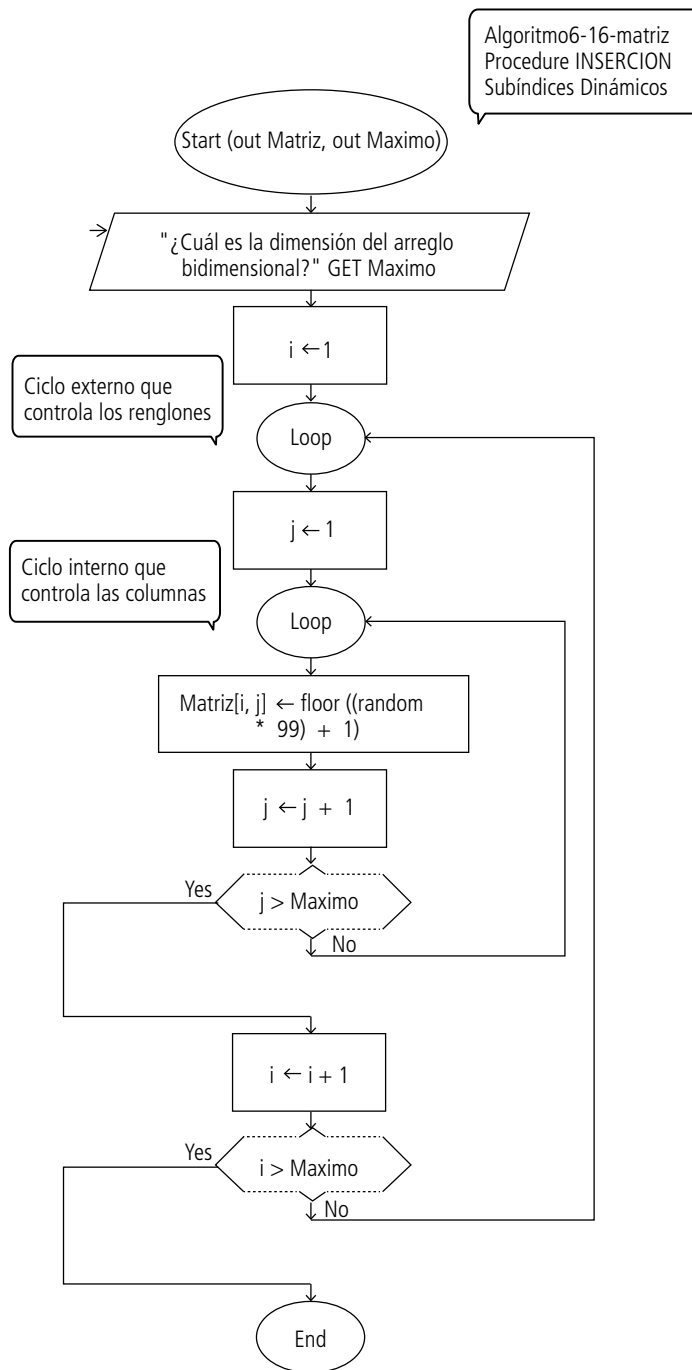 Algoritmo6-16-matriz
Procedure INSERCION
Subíndices Dinámicos
Start (out Matriz, out Maximo)
"¿Cuál es la dimensión del arreglo
bidimensional?" GET Maximo
i ← 1
Ciclo externo que
controla los renglones
Loop
j ← 1
Ciclo interno que
controla las columnas
Loop
Matriz[i, j] ← floor ((random
* 99) + 1)
j ← j + 1
Yes
j > Maximo
No
i ← i + 1
Yes
i > Maximo
No
End